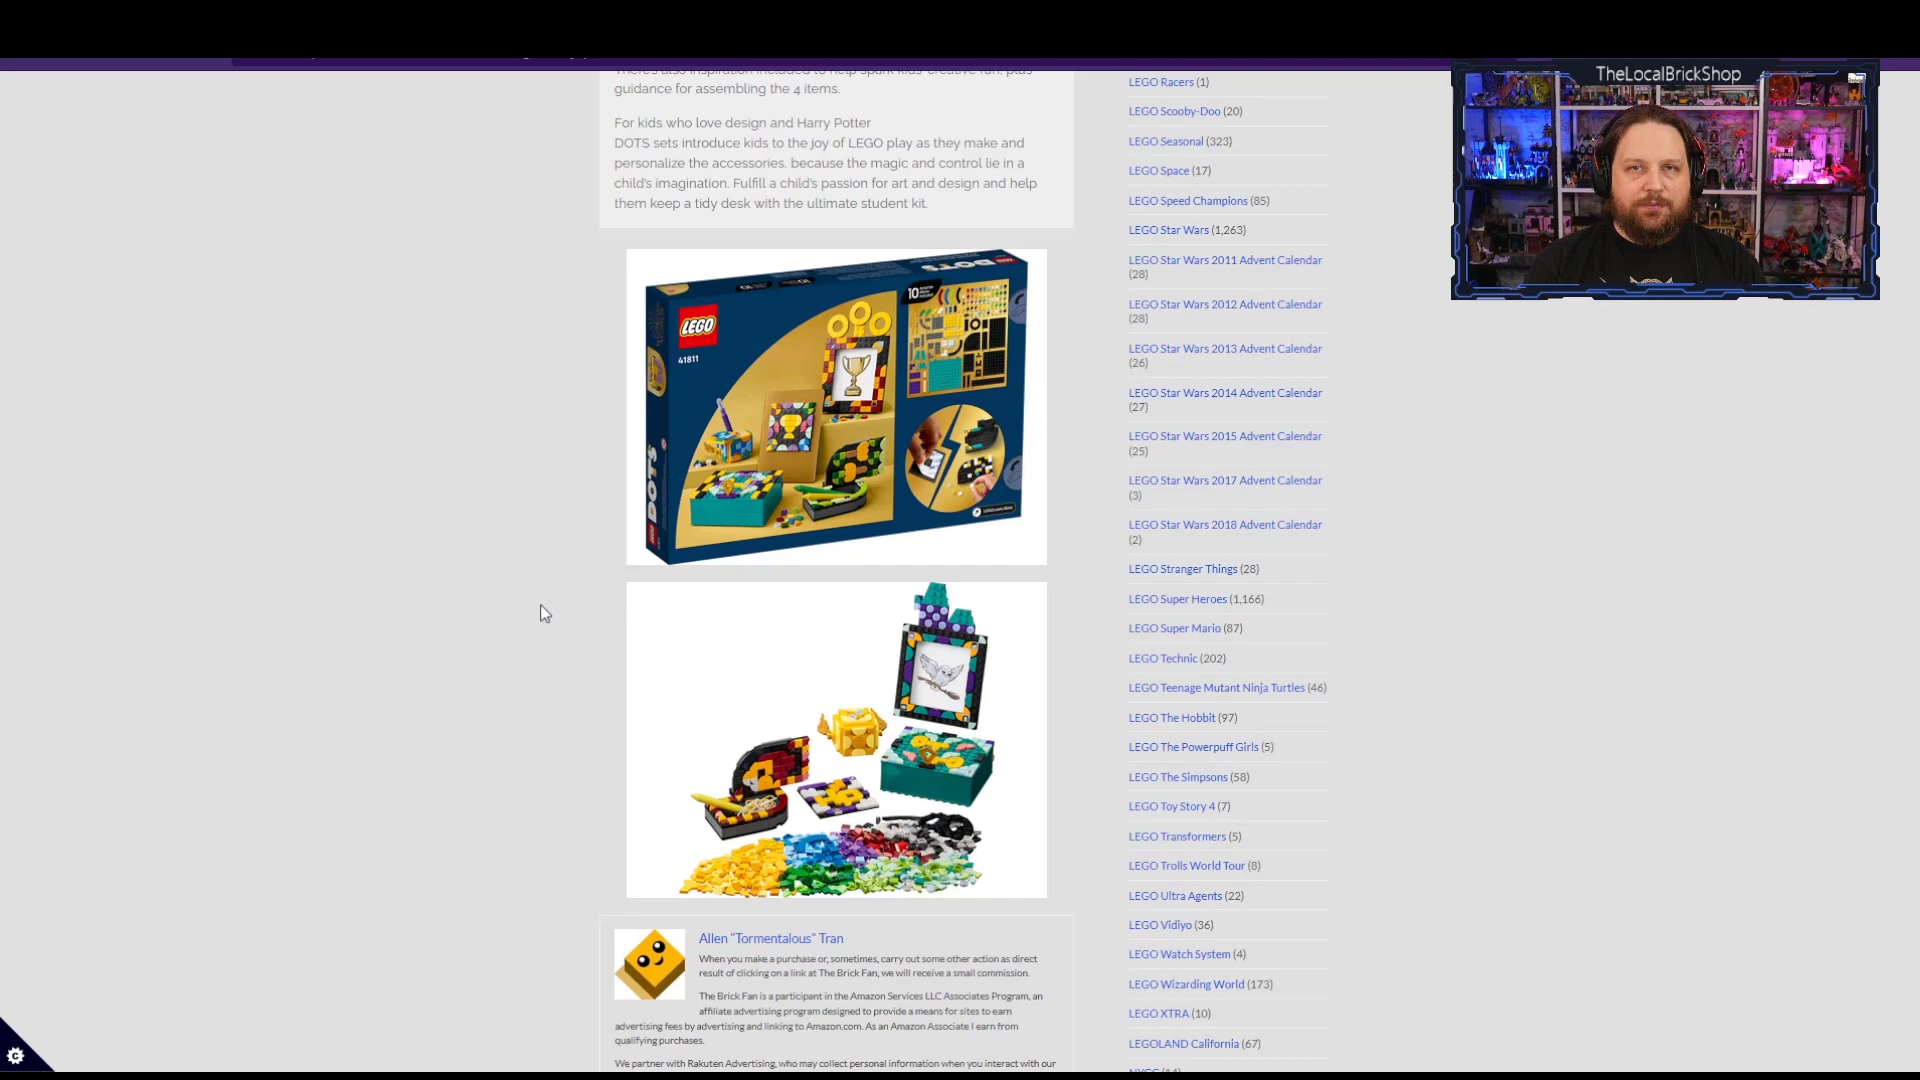 There's also inspiration included to help spark kids' creative fun, plus
guidance for assembling the 4 items.
For kids who love design and Harry Potter
DOTS sets introduce kids to the joy of LEGO play as they make and
personalize the accessories, because the magic and control lie in a
child's imagination. Fulfill a child's passion for art and design and help
them keep a tidy desk with the ultimate student kit.
DOTS
LEGO
10
LEGO
41811
DOTS
Allen "Tormentalous" Tran
When you make a purchase or, sometimes, carry out some other action as direct
result of clicking on a link at The Brick Fan, we will receive a small commission.
The Brick Fan is a participant in the Amazon Services LLC Associates Program, an
affiliate advertising program designed to provide a means for sites to earn
advertising fees by advertising and linking to Amazon.com. As an Amazon Associate I earn from
qualifying purchases.
We partner with Rakuten Advertising, who may collect personal information when you interact with our
LEGO Racers (1)
LEGO Scooby-Doo (20)
LEGO Seasonal (323)
LEGO Space (17)
LEGO Speed Champions (85)
LEGO Star Wars (1,263)
LEGO Star Wars 2011 Advent Calendar
(28)
LEGO Star Wars 2012 Advent Calendar
(28)
LEGO Star Wars 2013 Advent Calendar
(26)
LEGO Star Wars 2014 Advent Calendar
(27)
LEGO Star Wars 2015 Advent Calendar
(25)
LEGO Star Wars 2017 Advent Calendar
(3)
LEGO Star Wars 2018 Advent Calendar
(2)
LEGO Stranger Things (28)
LEGO Super Heroes (1,166)
LEGO Super Mario (87)
LEGO Technic (202)
LEGO Teenage Mutant Ninja Turtles (46)
LEGO The Hobbit (97)
LEGO The Powerpuff Girls (5)
LEGO The Simpsons (58)
LEGO Toy Story 4 (7)
LEGO Transformers (5)
LEGO Trolls World Tour (8)
LEGO Ultra Agents (22)
LEGO Vidiyo (36)
LEGO Watch System (4)
LEGO Wizarding World (173)
LEGO XTRA (10)
LEGOLAND California (67)
TheLocalBrickShop